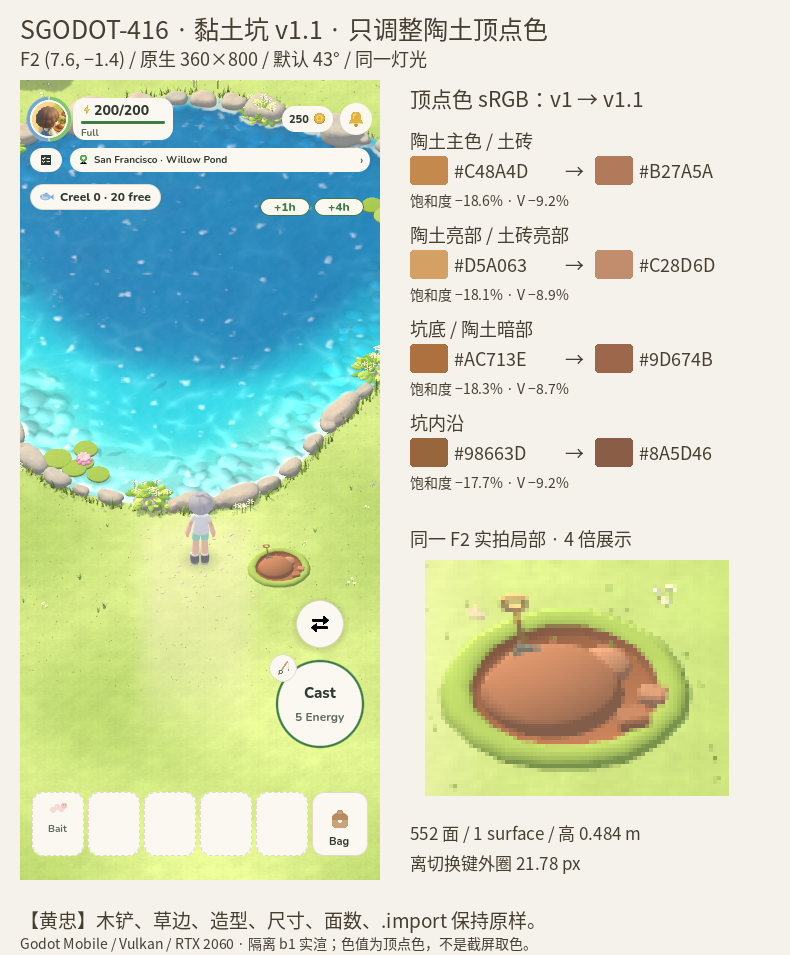 SGODOT-416 · 黏土坑 v1.1 · 只调整陶土顶点色
F2 (7.6, −1.4) / 原生 360×800 / 默认 43° / 同一灯光
200/200
Full
250
San Francisco · Willow Pond ›
Creel 0 · 20 free
+1h +4h
Cast
5 Energy
Bait
Bag
顶点色 sRGB：v1 → v1.1
陶土主色 / 土砖
#C48A4D → #B27A5A
饱和度 −18.6% · V −9.2%
陶土亮部 / 土砖亮部
#D5A063 → #C28D6D
饱和度 −18.1% · V −8.9%
坑底 / 陶土暗部
#AC713E → #9D674B
饱和度 −18.3% · V −8.7%
坑内沿
#98663D → #8A5D46
饱和度 −17.7% · V −9.2%
同一 F2 实拍局部 · 4 倍展示
552 面 / 1 surface / 高 0.484 m
离切换键外圈 21.78 px
【黄忠】木铲、草边、造型、尺寸、面数、.import 保持原样。
Godot Mobile / Vulkan / RTX 2060 · 隔离 b1 实渲；色值为顶点色，不是截屏取色。